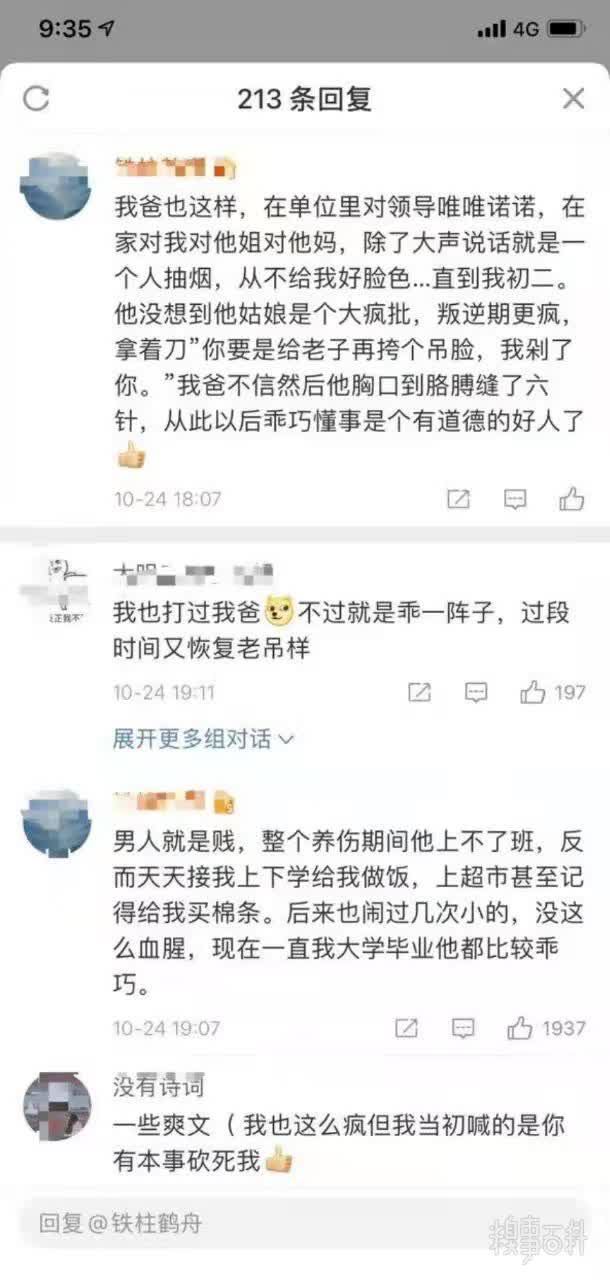 9:35
4G
213 条回复
我爸也这样，在单位里对领导唯唯诺诺，在
家对我对他姐对他妈，除了大声说话就是一
个人抽烟，从不给我好脸色...直到我初二。
他没想到他姑娘是个大疯批，叛逆期更疯，
拿着刀”你要是给老子再挎个吊脸，我剁了
你。”我爸不信然后他胸口到胳膊缝了六
针，从此以后乖巧懂事是个有道德的好人了
👍
10-24 18:07
我也打过我爸不过就是乖一阵子，过段
时间又恢复老吊样
10-24 19:11
197
展开更多组对话
男人就是贱，整个养伤期间他上不了班，反
而天天接我上下学给我做饭，上超市甚至记
得给我买棉条。后来也闹过几次小的，没这
么血腥，现在一直我大学毕业他都比较乖
巧。
10-24 19:07
1937
没有诗词
一些爽文（ 我也这么疯但我当初喊的是你
有本事砍死我👍
回复@铁柱鹤舟
糗事百科